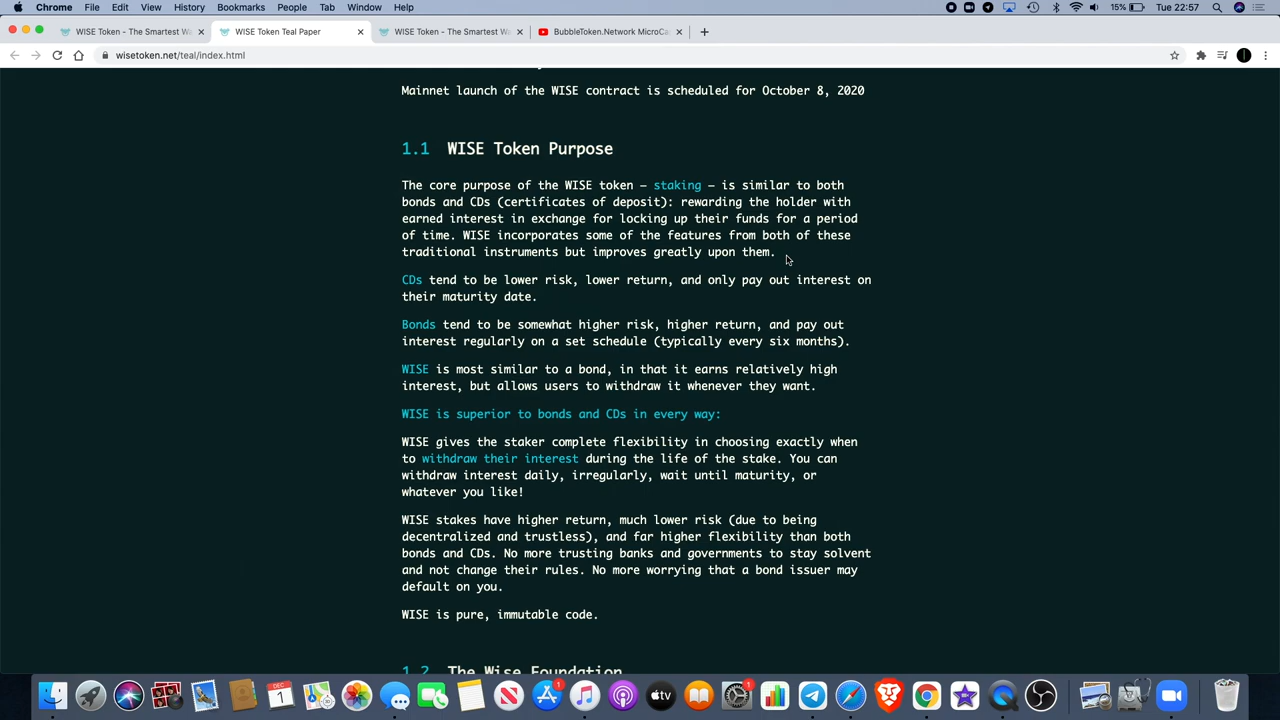 Chrome File Edit View History Bookmarks People Tab Window Help 15% Tue 22:57
WISE Token - The Smartest W WISE Token Teal Paper WISE Token - The Smartest W BubbleToken.Network MicroCa
wisetoken.net/teal/index.html
Mainnet launch of the WISE contract is scheduled for October 8, 2020
1.1 WISE Token Purpose
The core purpose of the WISE token – staking – is similar to both
bonds and CDs (certificates of deposit): rewarding the holder with
earned interest in exchange for locking up their funds for a period
of time. WISE incorporates some of the features from both of these
traditional instruments but improves greatly upon them.
CDs tend to be lower risk, lower return, and only pay out interest on
their maturity date.
Bonds tend to be somewhat higher risk, higher return, and pay out
interest regularly on a set schedule (typically every six months).
WISE is most similar to a bond, in that it earns relatively high
interest, but allows users to withdraw it whenever they want.
WISE is superior to bonds and CDs in every way:
WISE gives the staker complete flexibility in choosing exactly when
to withdraw their interest during the life of the stake. You can
withdraw interest daily, irregularly, wait until maturity, or
whatever you like!
WISE stakes have higher return, much lower risk (due to being
decentralized and trustless), and far higher flexibility than both
bonds and CDs. No more trusting banks and governments to stay solvent
and not change their rules. No more worrying that a bond issuer may
default on you.
WISE is pure, immutable code.
1.2 The Wise Foundation
DEC
1
1
1
tv